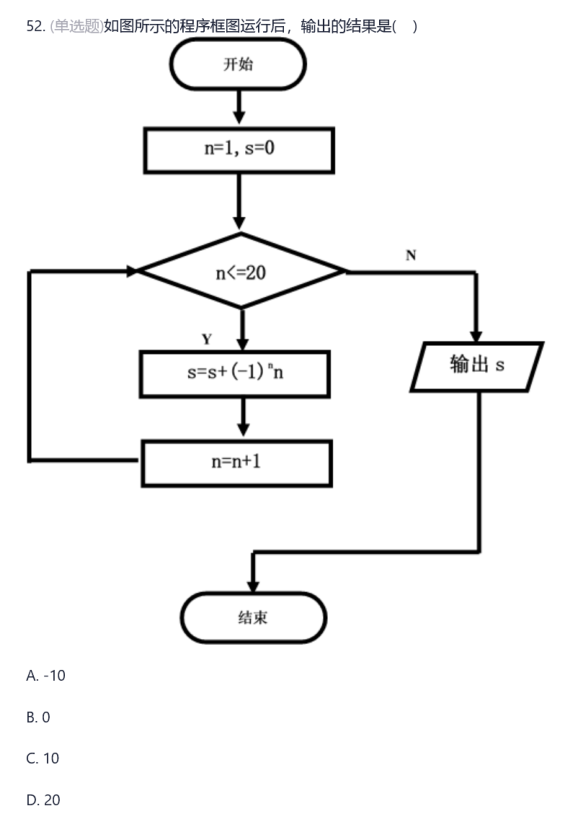 52. (单选题)如图所示的程序框图运行后，输出的结果是(    )
开始
n=1, s=0
n<=20
N
Y
s=s+(-1)ⁿn
输出 s
n=n+1
结束
A. -10
B. 0
C. 10
D. 20